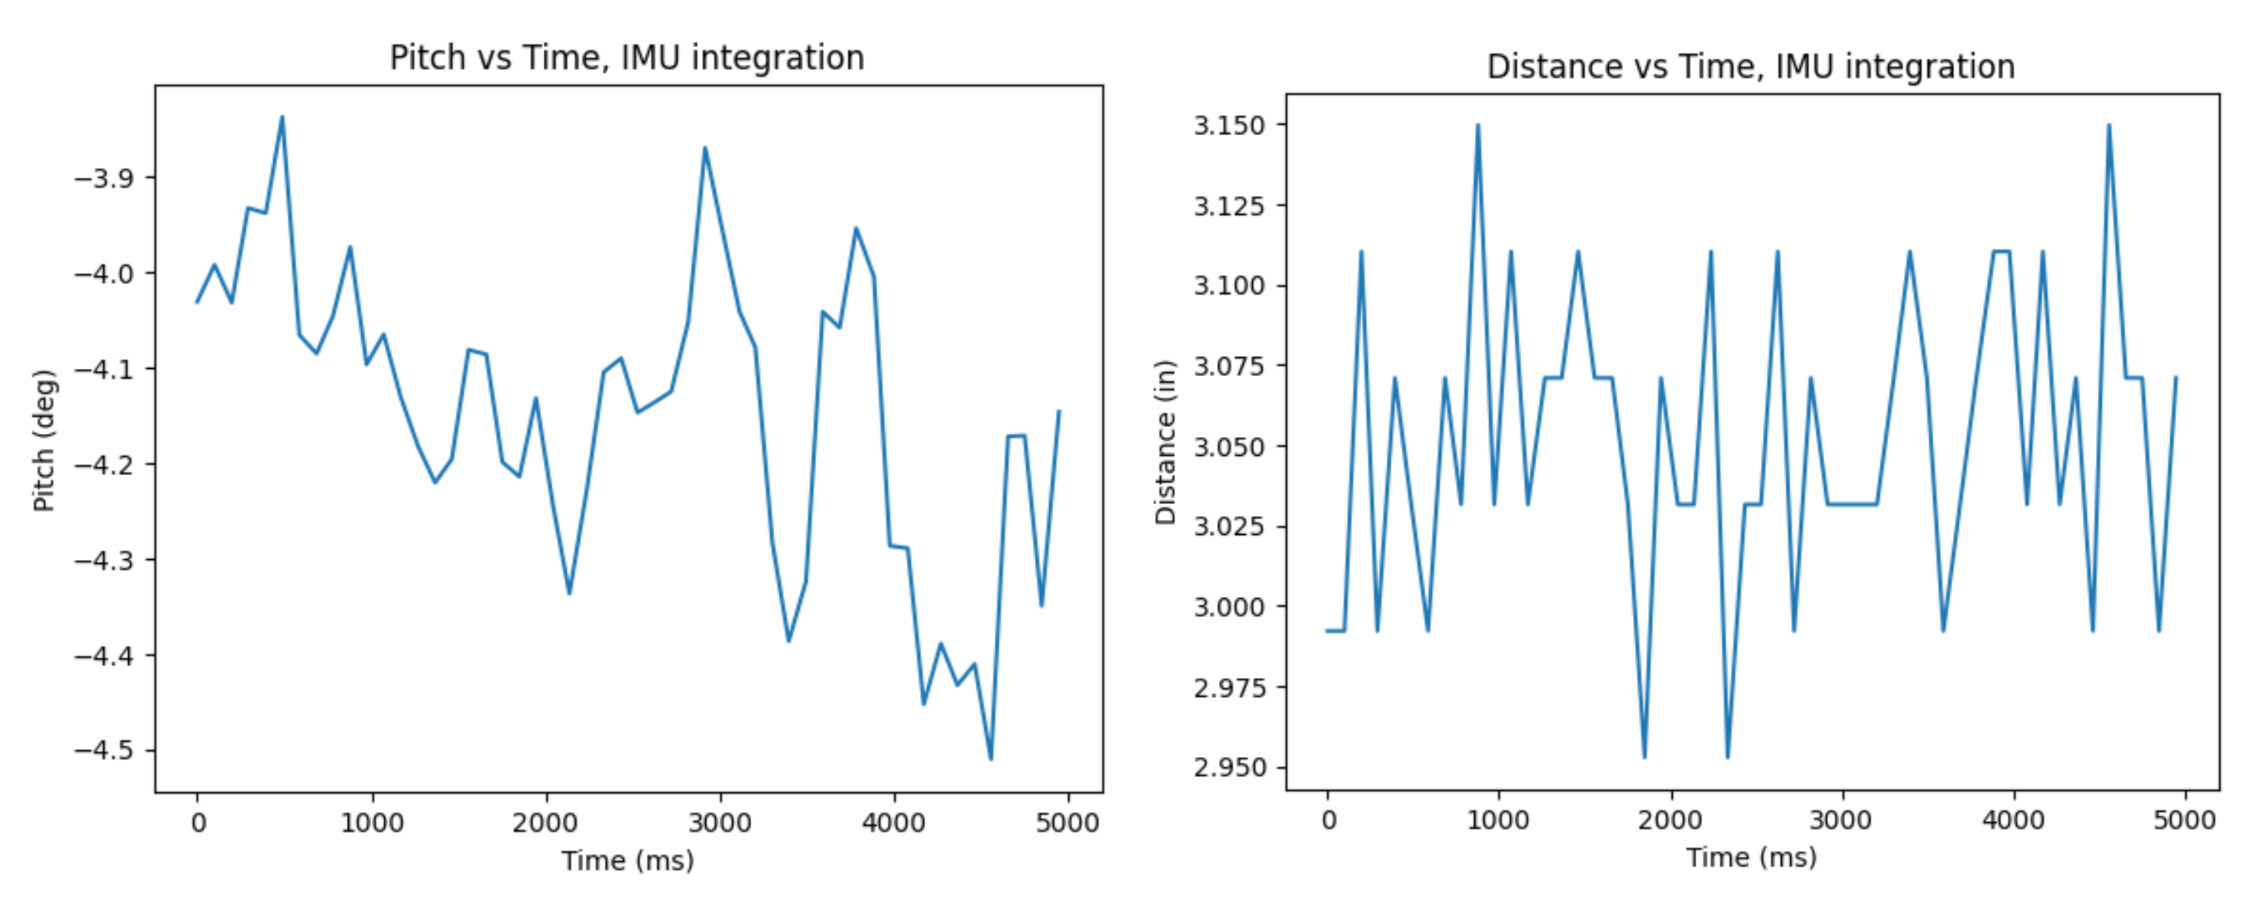 Pitch vs Time, IMU integration
−3.9
−4.0
−4.1
−4.2
−4.3
−4.4
−4.5
Pitch (deg)
0 1000 2000 3000 4000 5000
Time (ms)
Distance vs Time, IMU integration
3.150
3.125
3.100
3.075
3.050
3.025
3.000
2.975
2.950
Distance (in)
0 1000 2000 3000 4000 5000
Time (ms)